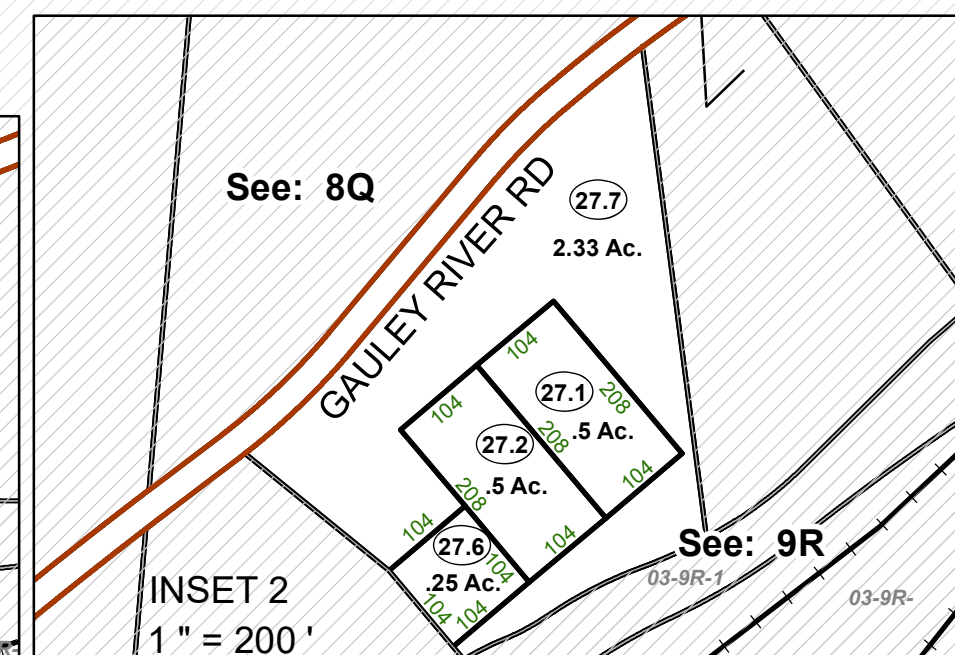 See: 8Q
GAULEY RIVER RD
27.7
2.33 Ac.
104
27.1
208
.5 Ac.
104
104
27.2
208
.5 Ac.
208
104
104
27.6
104
.25 Ac.
104
104
See: 9R
03-9R-1
03-9R-
INSET 2
1 " = 200 '